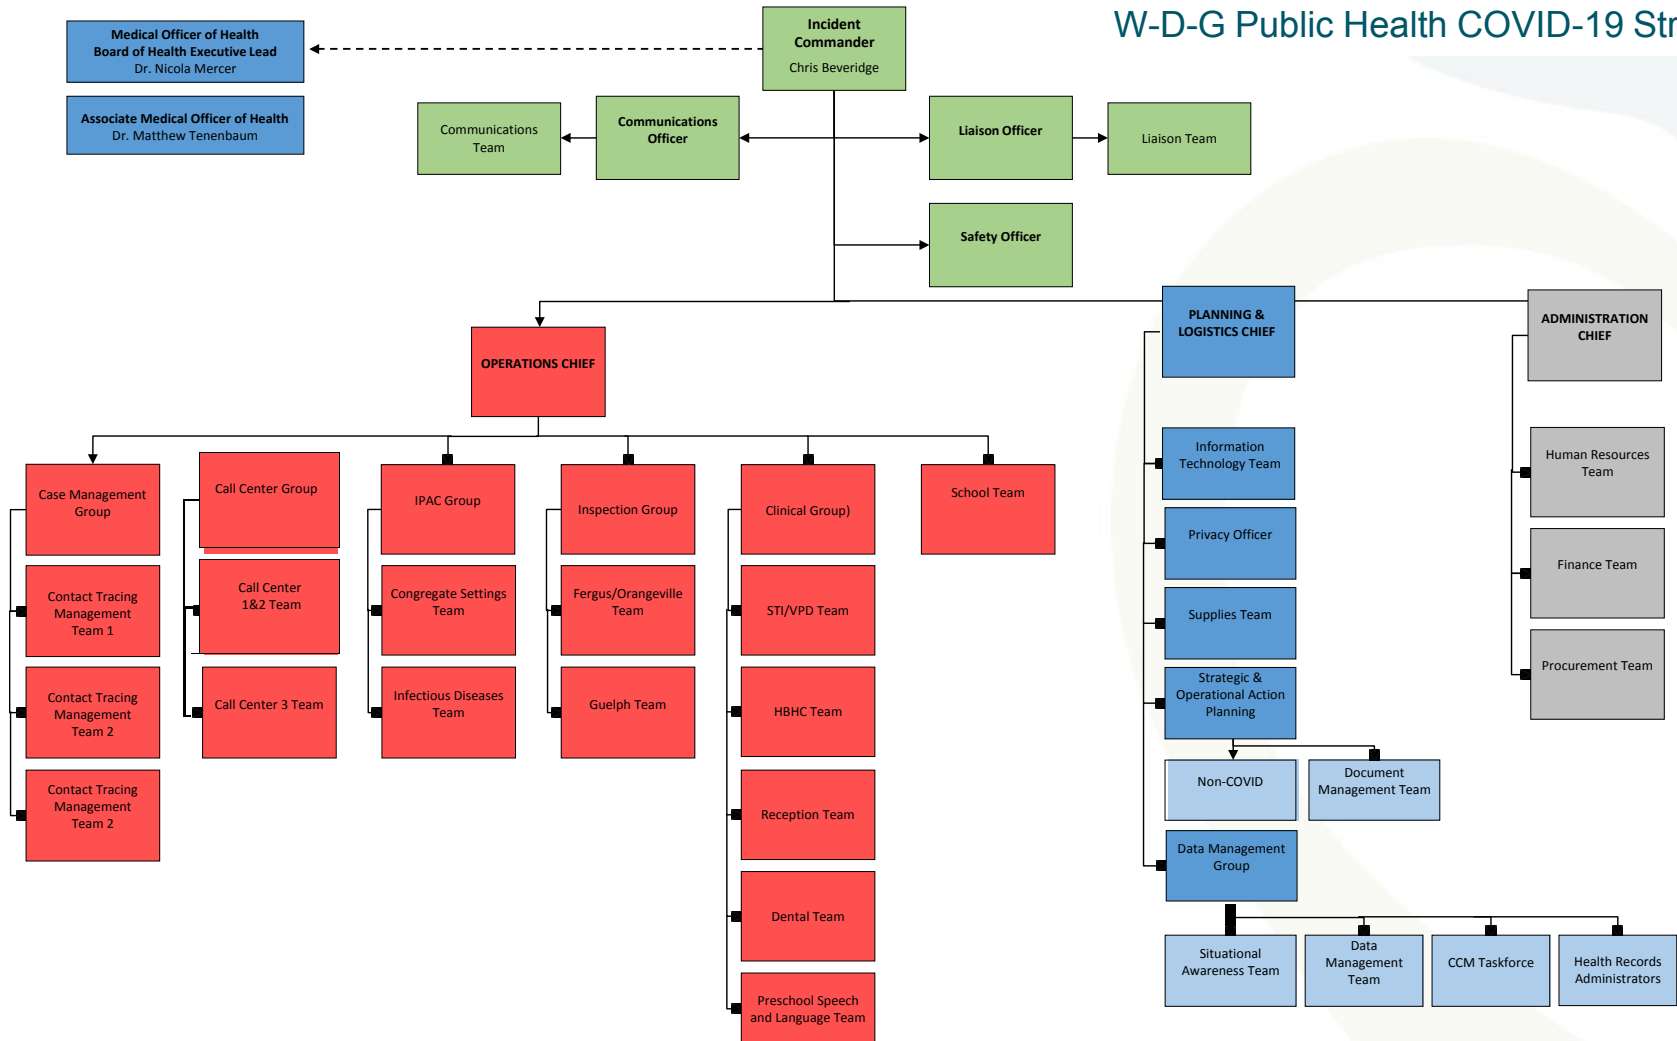 W-D-G Public Health COVID-19 Str
Medical Officer of Health
Board of Health Executive Lead
Dr. Nicola Mercer
Associate Medical Officer of Health
Dr. Matthew Tenenbaum
Incident
Commander
Chris Beveridge
Communications
Team
Communications
Officer
Liaison Officer
Liaison Team
Safety Officer
OPERATIONS CHIEF
PLANNING &
LOGISTICS CHIEF
ADMINISTRATION
CHIEF
Case Management
Group
Contact Tracing
Management
Team 1
Contact Tracing
Management
Team 2
Contact Tracing
Management
Team 2
Call Center Group
Call Center
1&2 Team
Call Center 3 Team
IPAC Group
Congregate Settings
Team
Infectious Diseases
Team
Inspection Group
Fergus/Orangeville
Team
Guelph Team
Clinical Group)
STI/VPD Team
HBHC Team
Reception Team
Dental Team
Preschool Speech
and Language Team
School Team
Information
Technology Team
Privacy Officer
Supplies Team
Strategic &
Operational Action
Planning
Non-COVID
Document
Management Team
Data Management
Group
Situational
Awareness Team
Data
Management
Team
CCM Taskforce
Health Records
Administrators
Human Resources
Team
Finance Team
Procurement Team